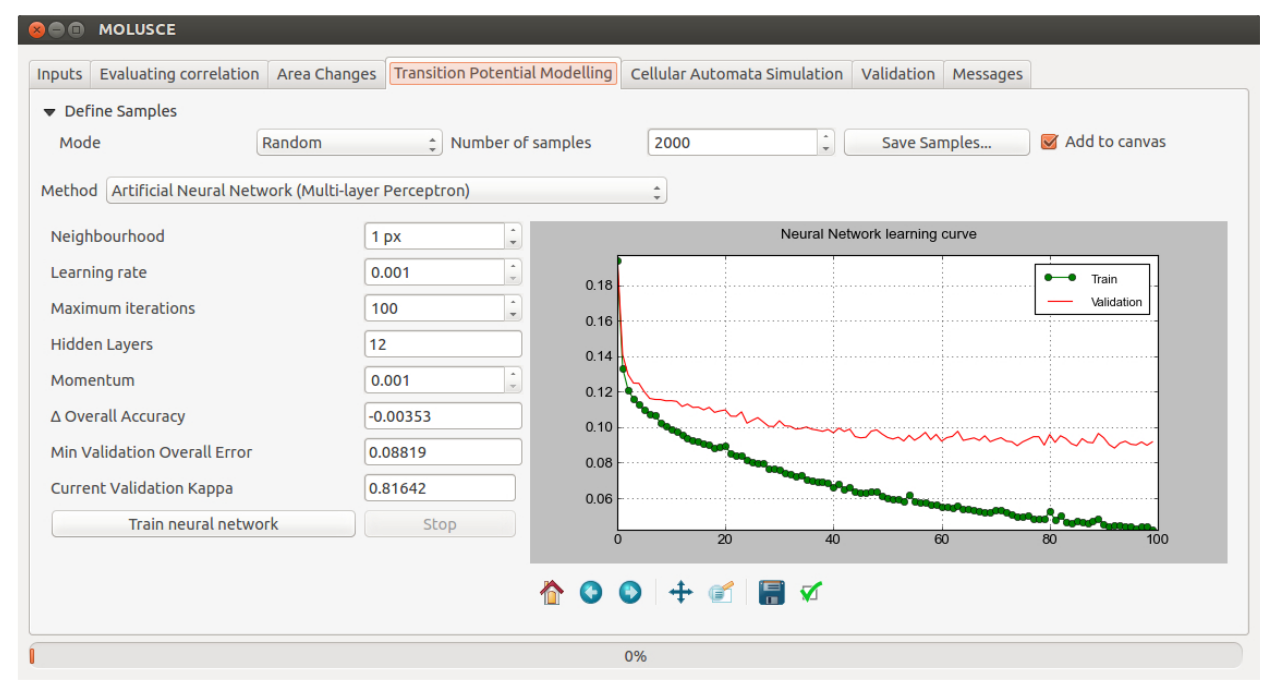 MOLUSCE
Inputs Evaluating correlation Area Changes Transition Potential Modelling Cellular Automata Simulation Validation Messages
Define Samples
Mode Random Number of samples 2000 Save Samples... Add to canvas
Method Artificial Neural Network (Multi-layer Perceptron)
Neighbourhood 1 px
Learning rate 0.001
Maximum iterations 100
Hidden Layers 12
Momentum 0.001
Δ Overall Accuracy -0.00353
Min Validation Overall Error 0.08819
Current Validation Kappa 0.81642
Train neural network Stop
Neural Network learning curve
Train
Validation
0.18
0.16
0.14
0.12
0.10
0.08
0.06
0 20 40 60 80 100
0%